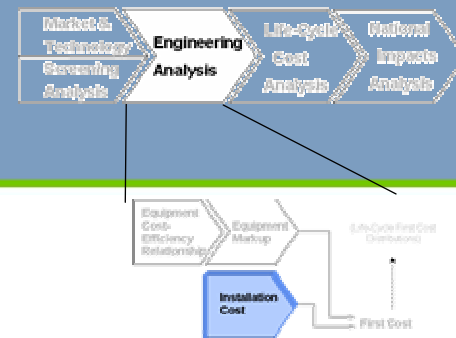 Market &
Technology
Screening
Analysis
Engineering
Analysis
Life-Cycle
Cost
Analysis
National
Impacts
Analysis
Equipment
Cost-
Efficiency
Relationship
Equipment
Markup
(Life-Cycle First Cost
Distributions)
Installation
Cost
First Cost